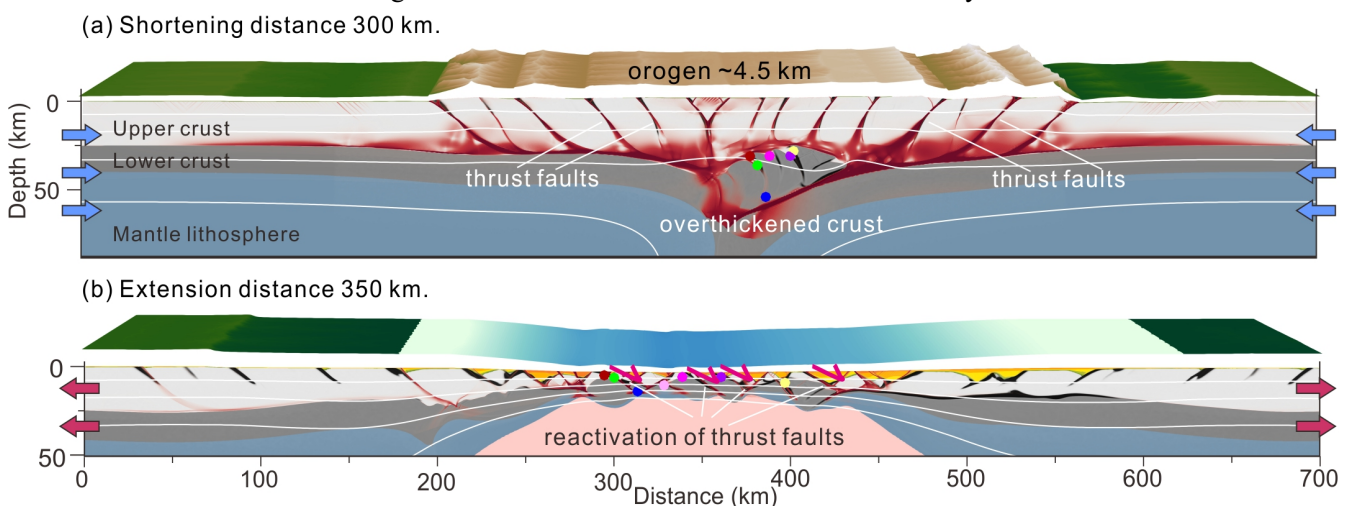 (a) Shortening distance 300 km.
orogen ~4.5 km
0
Upper crust
Lower crust
thrust faults
thrust faults
50
overthickened crust
Mantle lithosphere
Depth (km)
(b) Extension distance 350 km.
0
reactivation of thrust faults
50
0 100 200 300 400 500 600 700
Distance (km)